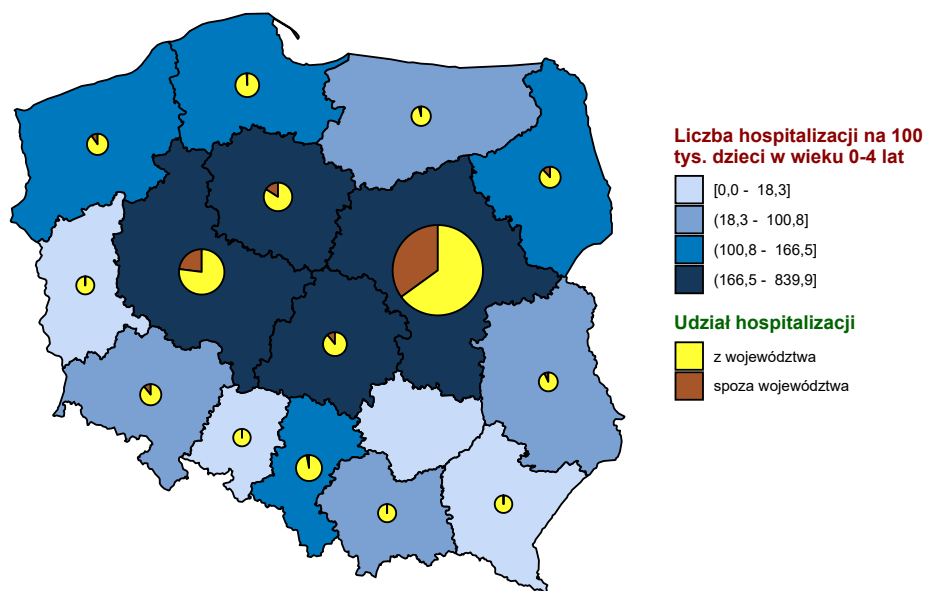 Liczba hospitalizacji na 100
tys. dzieci w wieku 0-4 lat
[0,0 - 18,3]
(18,3 - 100,8]
(100,8 - 166,5]
(166,5 - 839,9]
Udział hospitalizacji
z województwa
spoza województwa